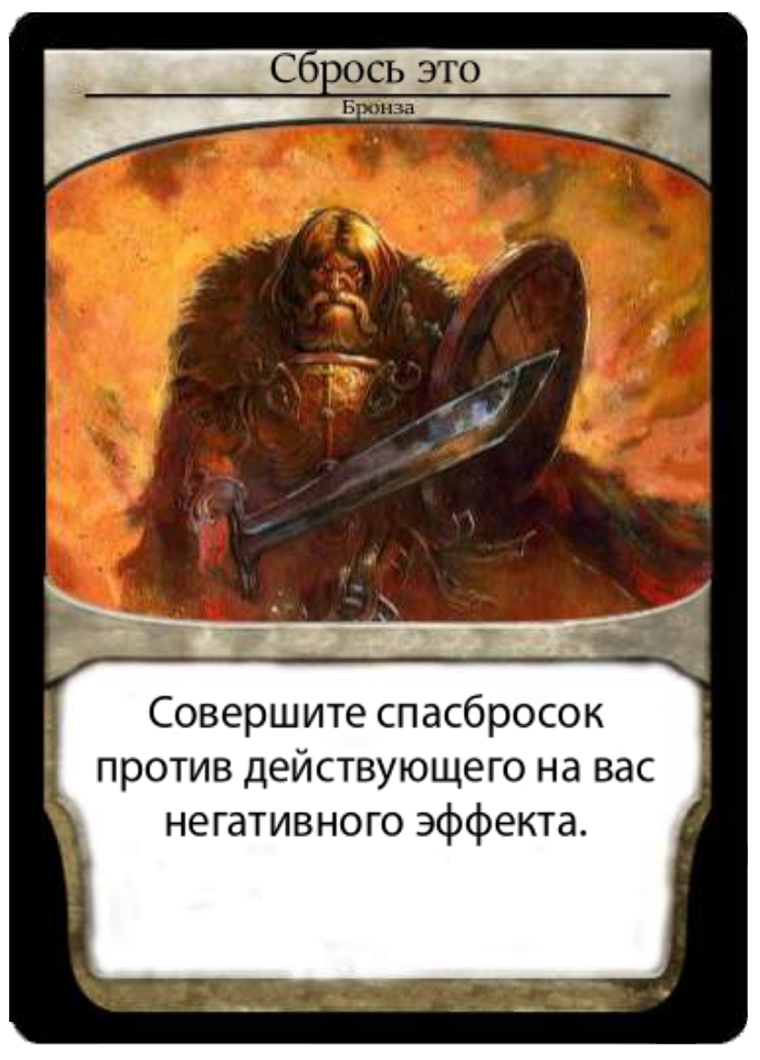 Сбрось это
Бронза
Совершите спасбросок
против действующего на вас
негативного эффекта.